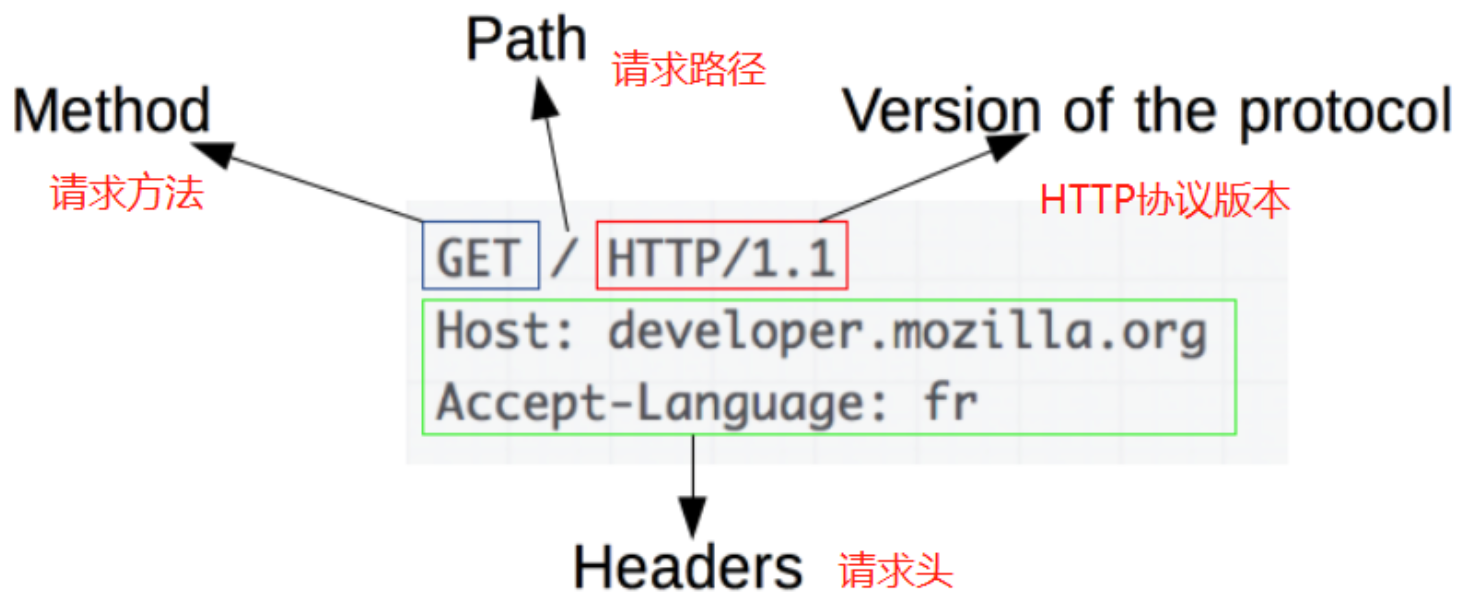 Path
请求路径
Method
Version of the protocol
请求方法
HTTP协议版本
GET / HTTP/1.1
Host: developer.mozilla.org
Accept-Language: fr
Headers 请求头